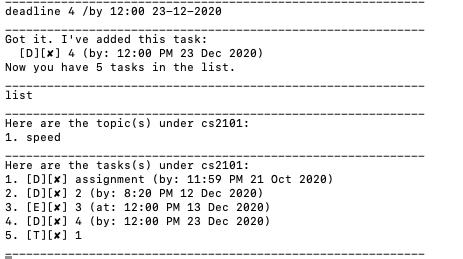 deadline 4 /by 12:00 23-12-2020
____________________________________________________________
Got it. I've added this task:
[D][✘] 4 (by: 12:00 PM 23 Dec 2020)
Now you have 5 tasks in the list.
____________________________________________________________
list
____________________________________________________________
Here are the topic(s) under cs2101:
1. speed
____________________________________________________________
Here are the tasks(s) under cs2101:
1. [D][✘] assignment (by: 11:59 PM 21 Oct 2020)
2. [D][✘] 2 (by: 8:20 PM 12 Dec 2020)
3. [E][✘] 3 (at: 12:00 PM 13 Dec 2020)
4. [D][✘] 4 (by: 12:00 PM 23 Dec 2020)
5. [T][✘] 1
____________________________________________________________